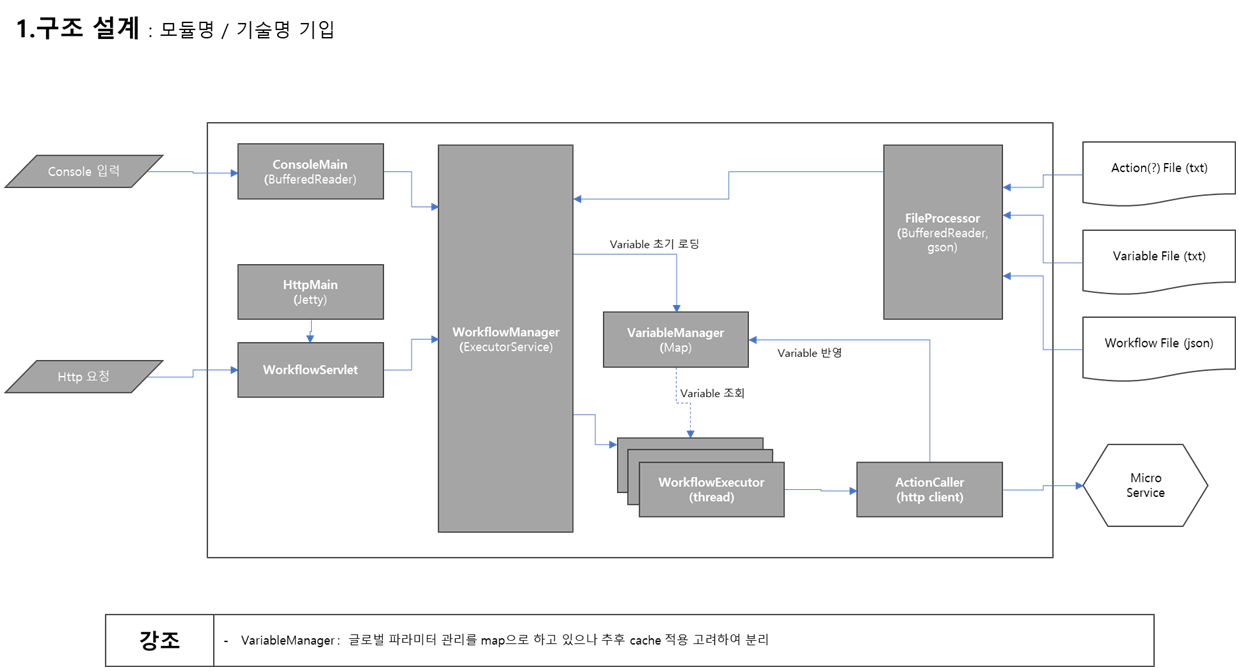 1.구조 설계 : 모듈명 / 기술명 기입
Console 입력
ConsoleMain
(BufferedReader)
HttpMain
(Jetty)
Http 요청
WorkflowServlet
WorkflowManager
(ExecutorService)
Variable 초기 로딩
VariableManager
(Map)
Variable 반영
Variable 조회
WorkflowExecutor
(thread)
ActionCaller
(http client)
FileProcessor
(BufferedReader,
gson)
Action(?) File (txt)
Variable File (txt)
Workflow File (json)
Micro
Service
강조
- VariableManager : 글로벌 파라미터 관리를 map으로 하고 있으나 추후 cache 적용 고려하여 분리